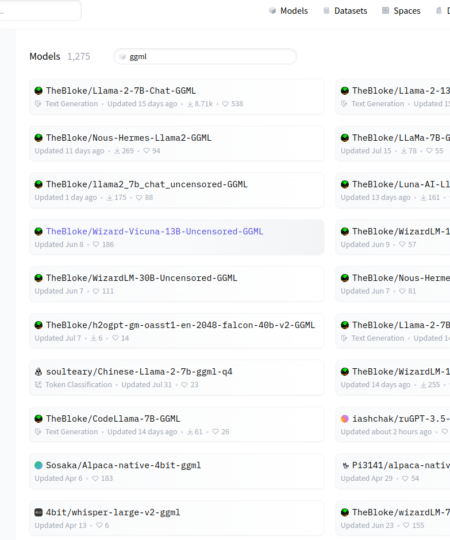 Models Datasets Spaces
Models 1,275 ggml
TheBloke/Llama-2-7B-Chat-GGML
Text Generation • Updated 15 days ago • 8.71k • 538
TheBloke/Llama-2-13
Text Generation • Updated 15
TheBloke/Nous-Hermes-Llama2-GGML
Updated 11 days ago • 269 • 94
TheBloke/LLaMa-7B-G
Updated Jul 15 • 78 • 55
TheBloke/llama2_7b_chat_uncensored-GGML
Updated 1 day ago • 175 • 88
TheBloke/Luna-AI-Ll
Updated 13 days ago • 161 •
TheBloke/Wizard-Vicuna-13B-Uncensored-GGML
Updated Jun 8 • 186
TheBloke/WizardLM-1
Updated Jun 9 • 57
TheBloke/WizardLM-30B-Uncensored-GGML
Updated Jun 7 • 111
TheBloke/Nous-Herme
Updated Jun 7 • 81
TheBloke/h2ogpt-gm-oasst1-en-2048-falcon-40b-v2-GGML
Updated Jul 7 • 6 • 14
TheBloke/Llama-2-7B
Text Generation • Updated 14
soulteary/Chinese-Llama-2-7b-ggml-q4
Token Classification • Updated Jul 31 • 23
TheBloke/WizardLM-1
Updated 14 days ago • 255 •
TheBloke/CodeLlama-7B-GGML
Text Generation • Updated 14 days ago • 61 • 26
iashchak/ruGPT-3.5-
Updated about 2 hours ago •
Sosaka/Alpaca-native-4bit-ggml
Updated Apr 6 • 183
Pi3141/alpaca-nativ
Updated Apr 29 • 54
4bit/whisper-large-v2-ggml
Updated Apr 13 • 6
TheBloke/wizardLM-7
Updated Jun 23 • 155